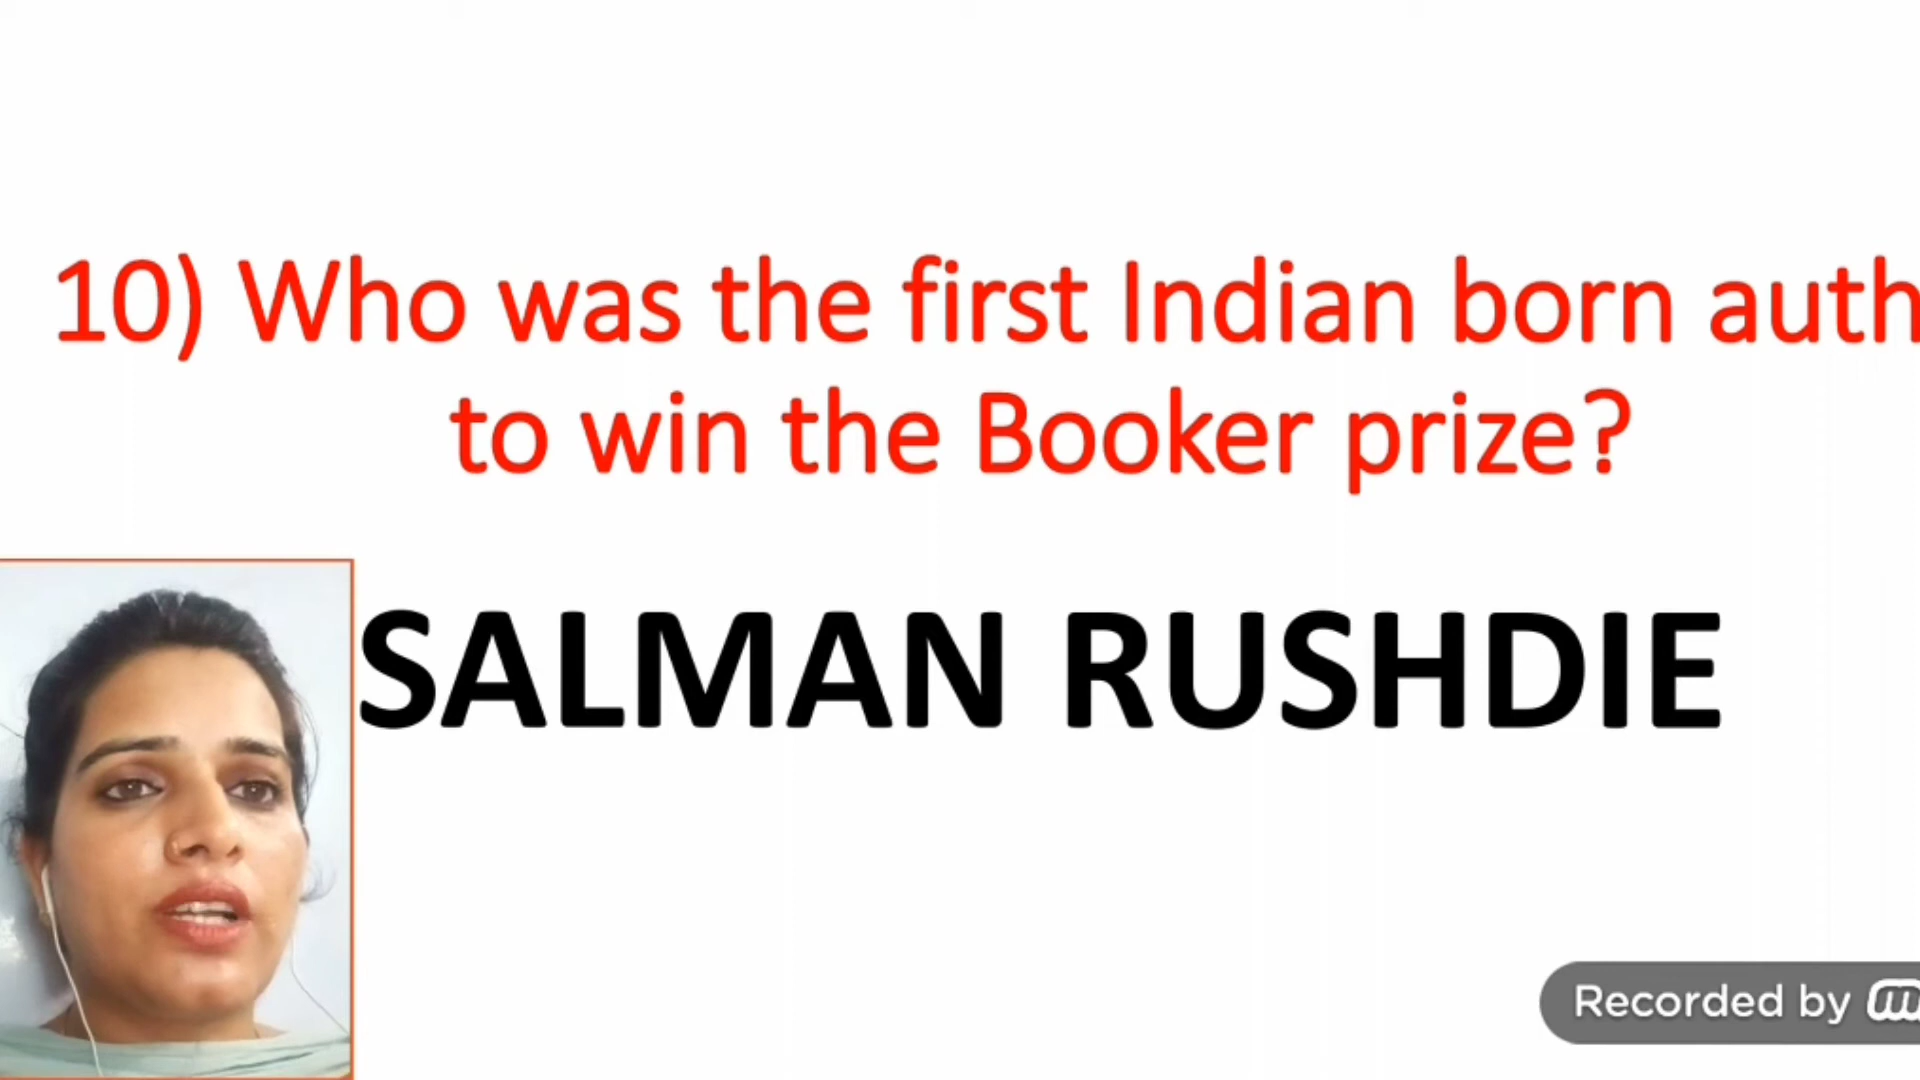 10) Who was the first Indian born auth
to win the Booker prize?
SALMAN RUSHDIE
Recorded by